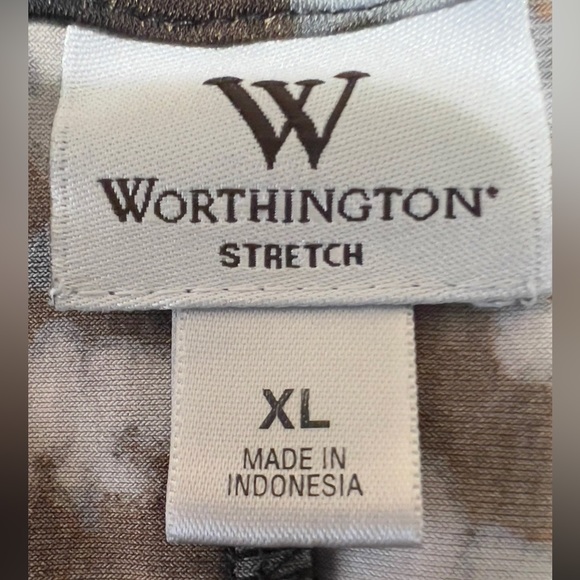 W
WORTHINGTON®
STRETCH
XL
MADE IN
INDONESIA